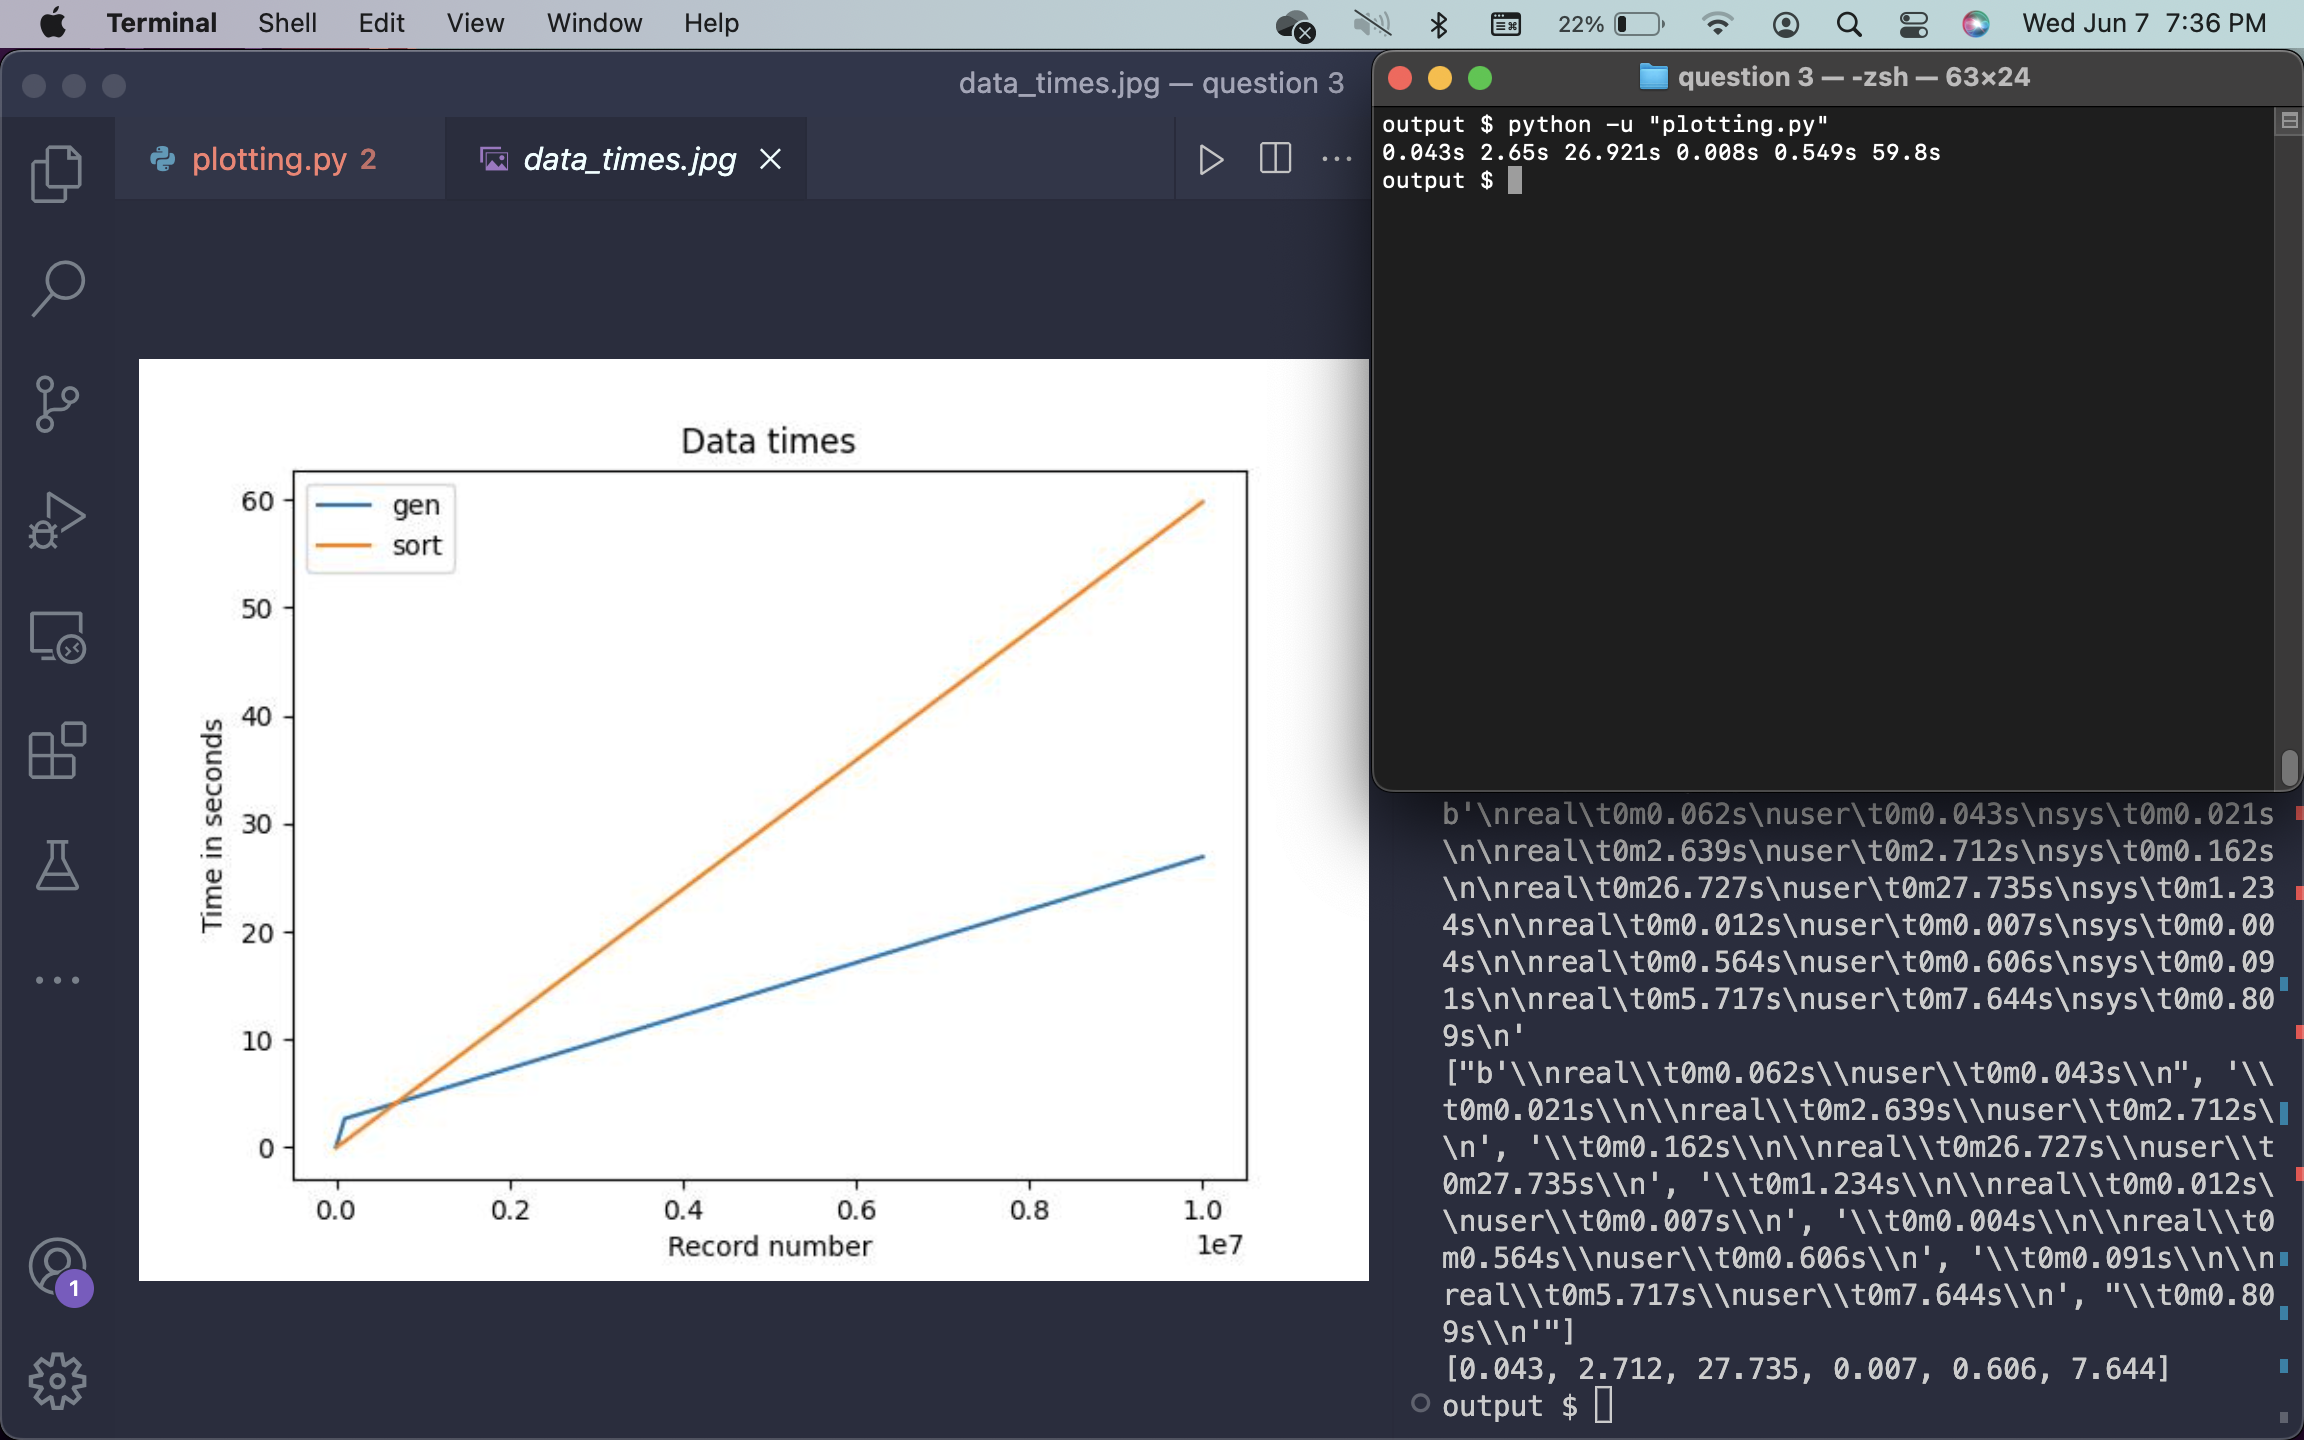 Terminal Shell Edit View Window Help 22% Wed Jun 7 7:36 PM
data_times.jpg — question 3
plotting.py 2 data_times.jpg
Data times
gen
sort
60
50
40
30
20
10
0
Time in seconds
0.0 0.2 0.4 0.6 0.8 1.0
Record number 1e7
1
question 3 — -zsh — 63×24
output $ python -u "plotting.py"
0.043s 2.65s 26.921s 0.008s 0.549s 59.8s
output $
b'\nreal\t0m0.062s\nuser\t0m0.043s\nsys\t0m0.021s
\n\nreal\t0m2.639s\nuser\t0m2.712s\nsys\t0m0.162s
\n\nreal\t0m26.727s\nuser\t0m27.735s\nsys\t0m1.23
4s\n\nreal\t0m0.012s\nuser\t0m0.007s\nsys\t0m0.00
4s\n\nreal\t0m0.564s\nuser\t0m0.606s\nsys\t0m0.09
1s\n\nreal\t0m5.717s\nuser\t0m7.644s\nsys\t0m0.80
9s\n'
["b'\\nreal\\t0m0.062s\\nuser\\t0m0.043s\\n", '\\
t0m0.021s\\n\\nreal\\t0m2.639s\\nuser\\t0m2.712s\
\n', '\\t0m0.162s\\n\\nreal\\t0m26.727s\\nuser\\t
0m27.735s\\n', '\\t0m1.234s\\n\\nreal\\t0m0.012s\
\nuser\\t0m0.007s\\n', '\\t0m0.004s\\n\\nreal\\t0
m0.564s\\nuser\\t0m0.606s\\n', '\\t0m0.091s\\n\\n
real\\t0m5.717s\\nuser\\t0m7.644s\\n', "\\t0m0.80
9s\\n'"]
[0.043, 2.712, 27.735, 0.007, 0.606, 7.644]
output $